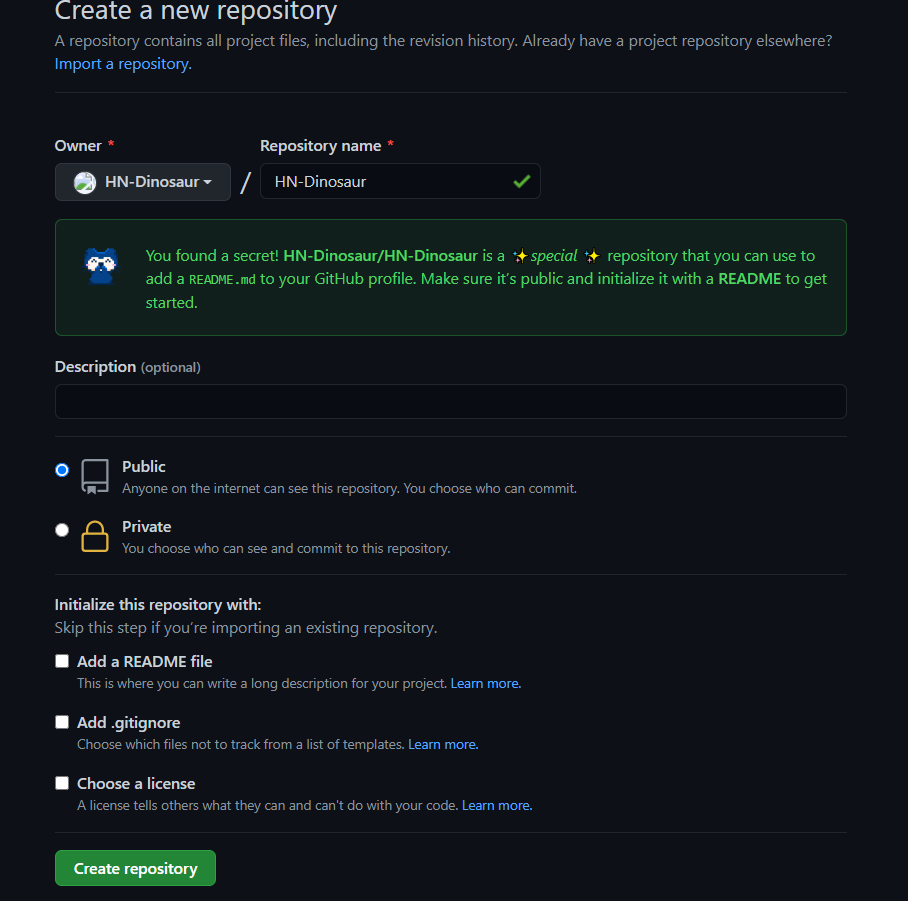 Create a new repository
A repository contains all project files, including the revision history. Already have a project repository elsewhere?
Import a repository.
Owner * Repository name *
HN-Dinosaur / HN-Dinosaur
You found a secret! HN-Dinosaur/HN-Dinosaur is a ✨ special ✨ repository that you can use to
add a README.md to your GitHub profile. Make sure it's public and initialize it with a README to get
started.
Description (optional)
Public
Anyone on the internet can see this repository. You choose who can commit.
Private
You choose who can see and commit to this repository.
Initialize this repository with:
Skip this step if you're importing an existing repository.
Add a README file
This is where you can write a long description for your project. Learn more.
Add .gitignore
Choose which files not to track from a list of templates. Learn more.
Choose a license
A license tells others what they can and can't do with your code. Learn more.
Create repository